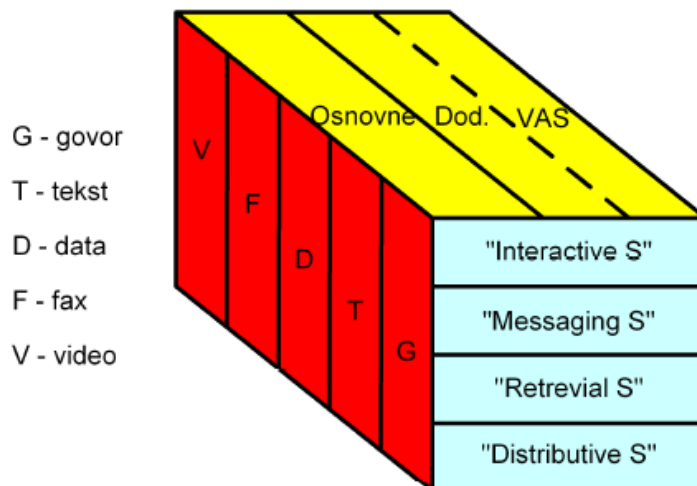 G - govor
T - tekst
D - data
F - fax
V - video
Osnovne Dod. VAS
V
F
D
T
G
"Interactive S"
"Messaging S"
"Retrevial S"
"Distributive S"